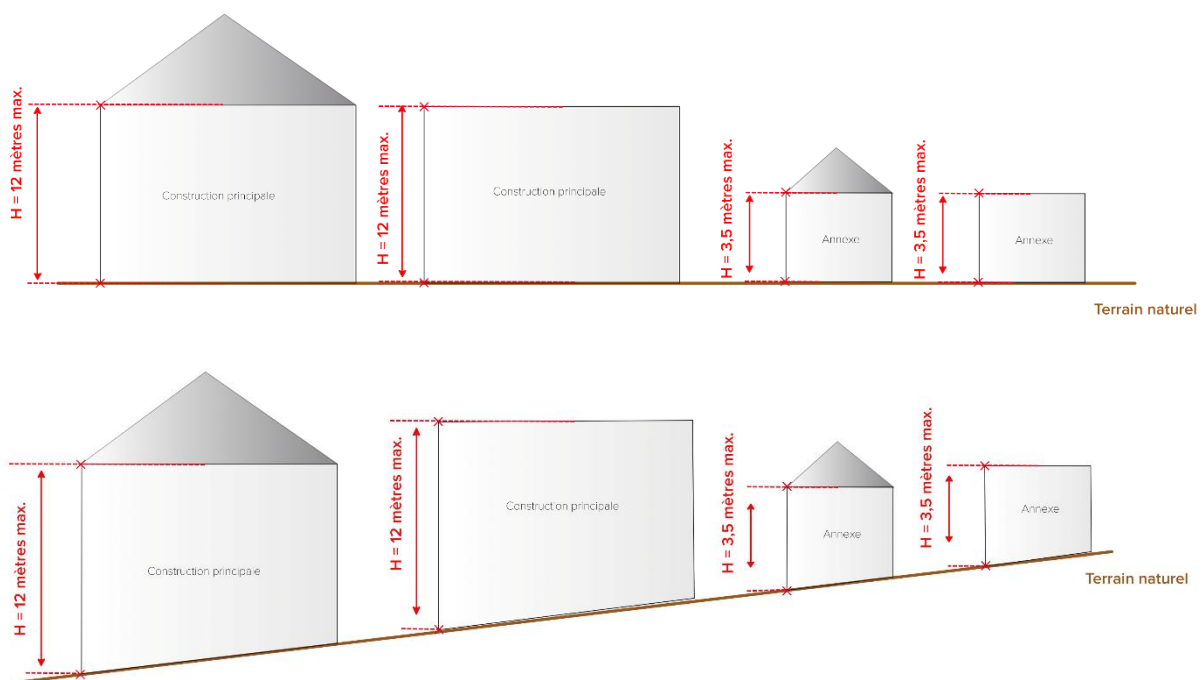 H = 12 mètres max.
Construction principale
H = 12 mètres max.
Construction principale
H = 3,5 mètres max.
Annexe
H = 3,5 mètres max.
Annexe
Terrain naturel
H = 12 mètres max.
Construction principale
H = 12 mètres max.
Construction principale
H = 3,5 mètres max.
Annexe
H = 3,5 mètres max.
Annexe
Terrain naturel